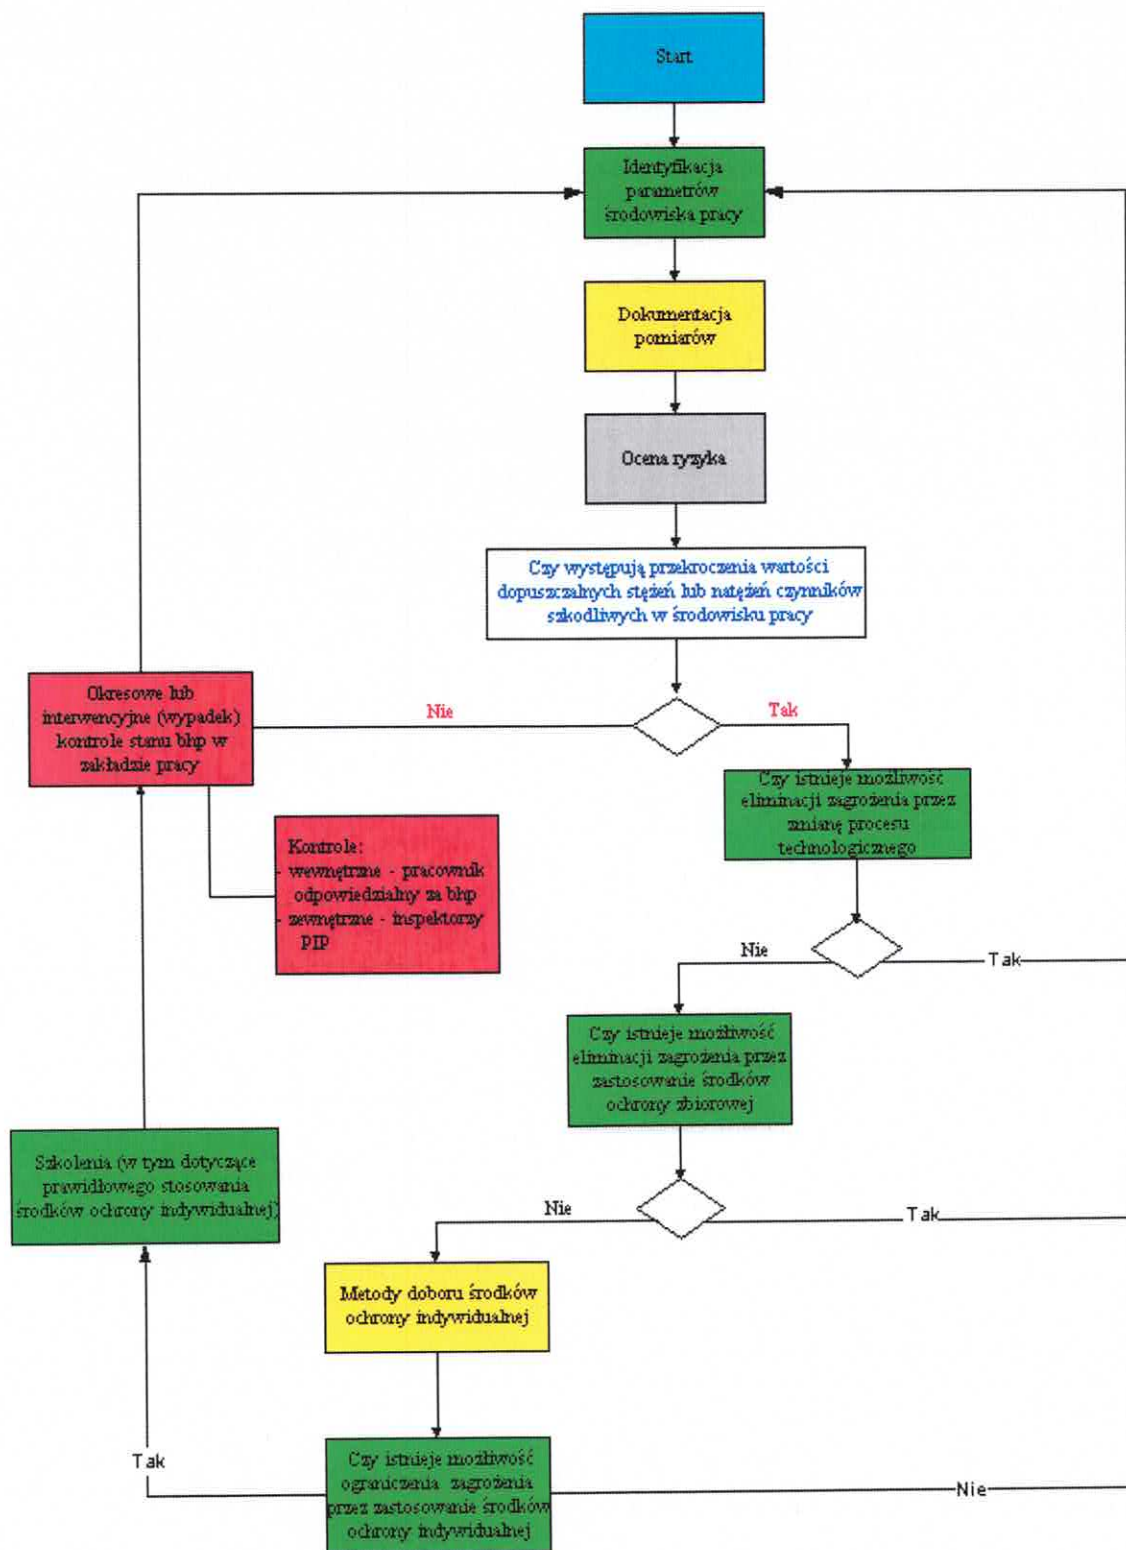 Start
Identyfikacja
parametrów
środowiska pracy
Dokumentacja
pomiarów
Ocena ryzyka
Czy występują przekroczenia wartości
dopuszczalnych stężeń lub natężeń czynników
szkodliwych w środowisku pracy
Okresowe lub
interwencyjne (wypadek)
kontrole stanu bhp w
zakładzie pracy
Nie
Tak
Czy istnieje możliwość
eliminacji zagrożenia przez
zmianę procesu
technologicznego
Kontrole:
- wewnętrzne - pracownik
odpowiedzialny za bhp
- zewnętrzne - inspektorzy
PIP
Nie
Tak
Czy istnieje możliwość
eliminacji zagrożenia przez
zastosowanie środków
ochrony zbiorowej
Szkolenia (w tym dotyczące
prawidłowego stosowania
środków ochrony indywidualnej)
Nie
Tak
Metody doboru środków
ochrony indywidualnej
Tak
Czy istnieje możliwość
ograniczenia zagrożenia
przez zastosowanie środków
ochrony indywidualnej
Nie